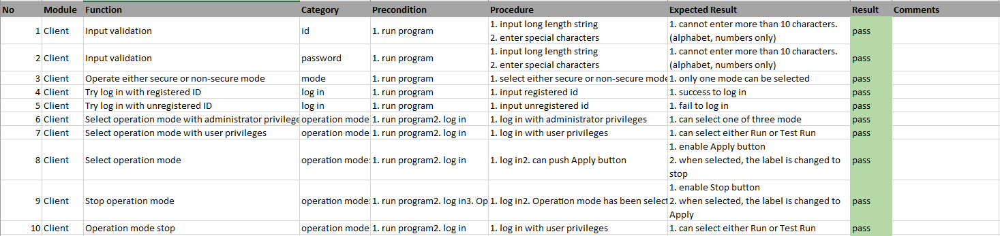 No Module Function Category Precondition Procedure Expected Result Result Comments
1 Client Input validation id 1. run program 1. input long length string 1. cannot enter more than 10 characters. pass
2. enter special characters (alphabet, numbers only)
2 Client Input validation password 1. run program 1. input long length string 1. cannot enter more than 10 characters. pass
2. enter special characters (alphabet, numbers only)
3 Client Operate either secure or non-secure mode mode 1. run program 1. select either secure or non-secure mode 1. only one mode can be selected pass
4 Client Try log in with registered ID log in 1. run program 1. input registered id 1. success to log in pass
5 Client Try log in with unregistered ID log in 1. run program 1. input unregistered id 1. fail to log in pass
6 Client Select operation mode with administrator privilege operation mode 1. run program2. log in 1. log in with administrator privileges 1. can select one of three mode pass
7 Client Select operation mode with user privileges operation mode 1. run program2. log in 1. log in with user privileges 1. can select either Run or Test Run pass
8 Client Select operation mode operation mode: 1. run program2. log in 1. log in2. can push Apply button 1. enable Apply button pass
2. when selected, the label is changed to
stop
9 Client Stop operation mode operation mode: 1. run program2. log in3. Op 1. log in2. Operation mode has been select 1. enable Stop button pass
2. when selected, the label is changed to
Apply
10 Client Operation mode stop operation mode 1. run program2. log in 1. log in with user privileges 1. can select either Run or Test Run pass